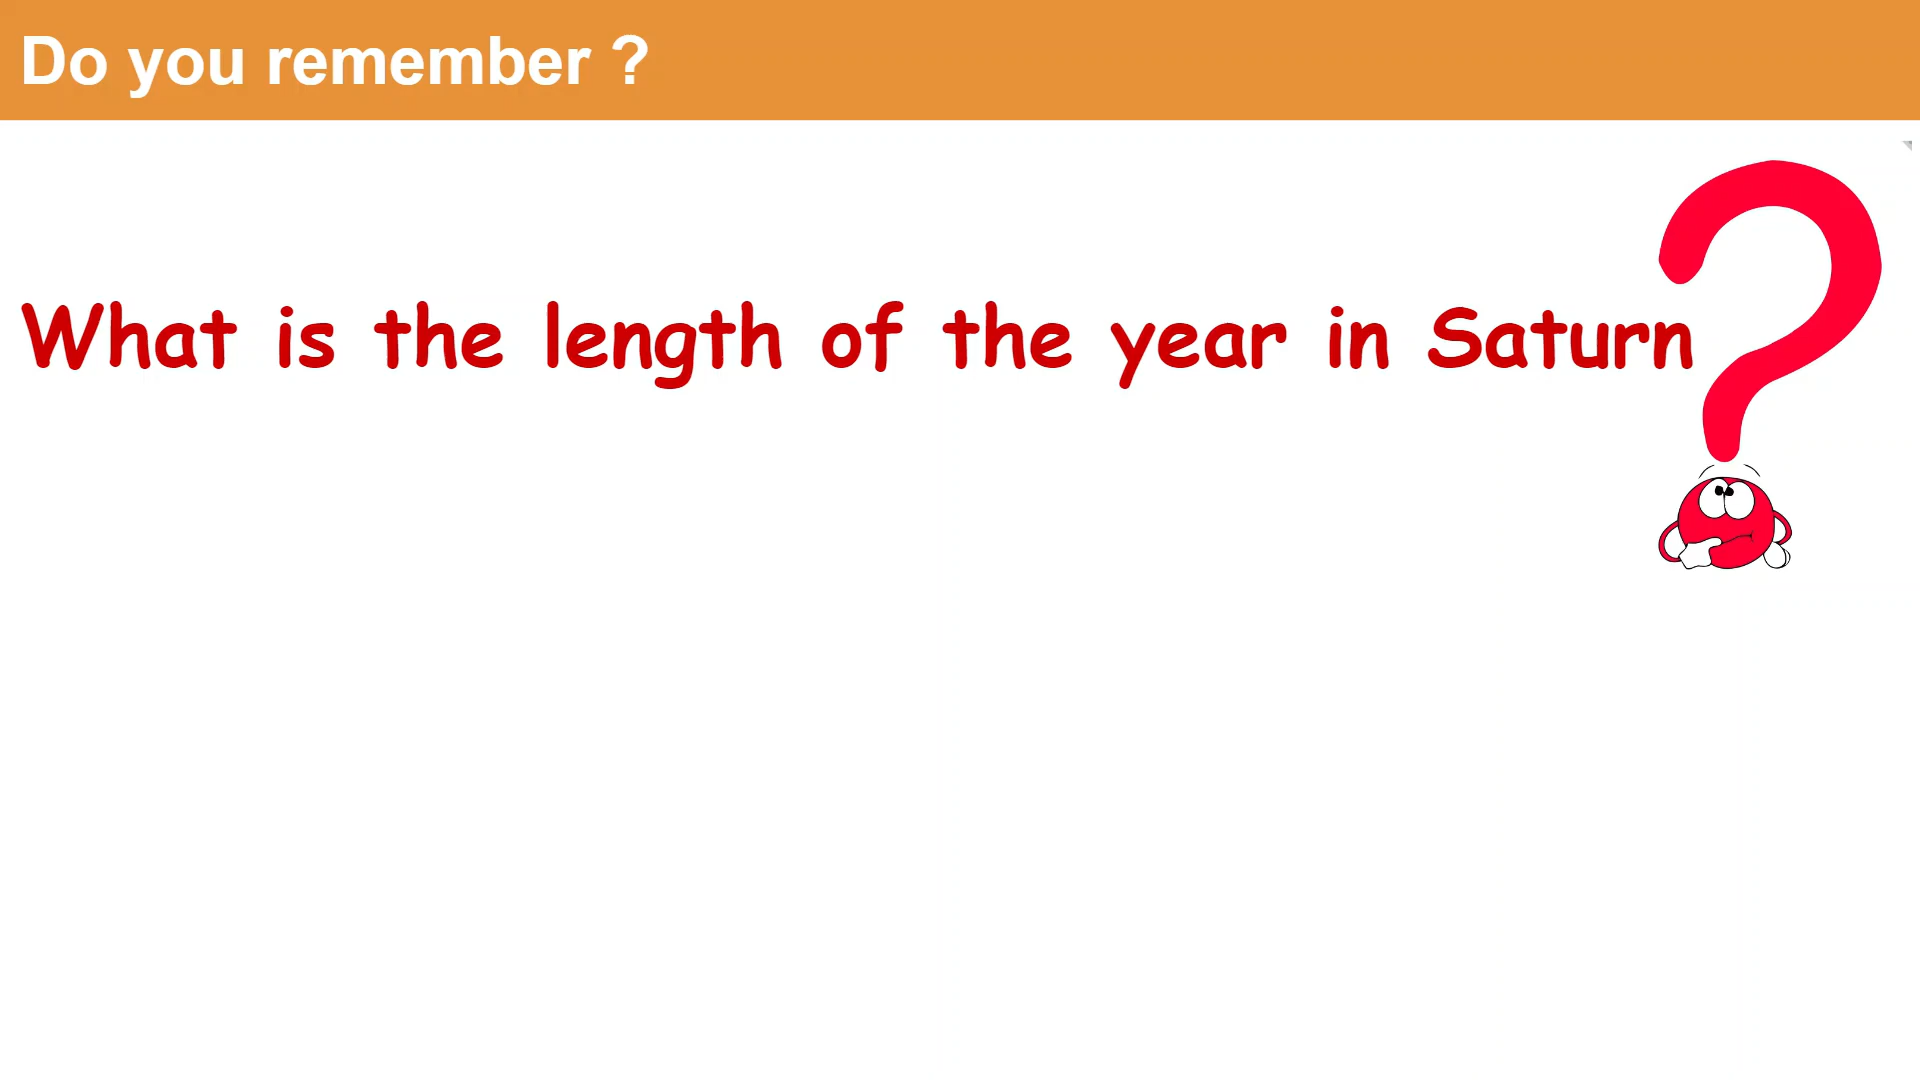 Do you remember ?
What is the length of the year in Saturn